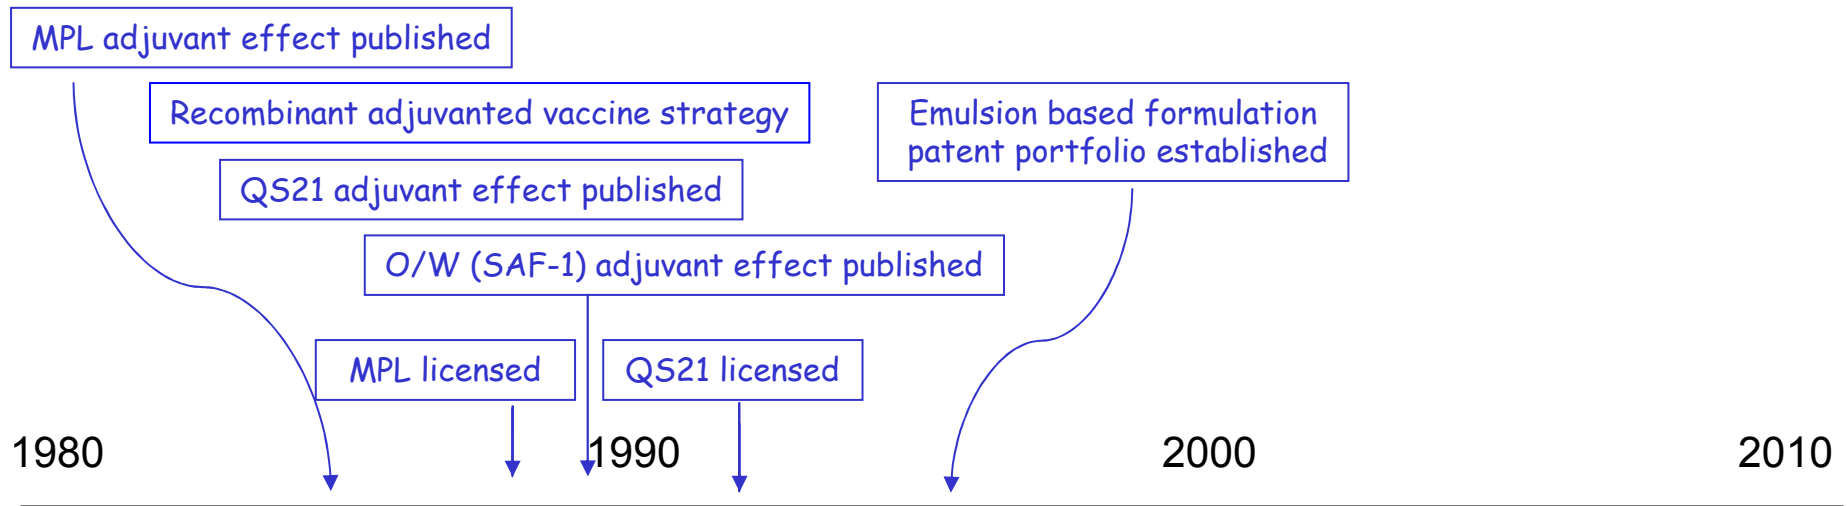 MPL adjuvant effect published
Recombinant adjuvanted vaccine strategy
Emulsion based formulation
patent portfolio established
QS21 adjuvant effect published
O/W (SAF-1) adjuvant effect published
MPL licensed
QS21 licensed
1980
1990
2000
2010